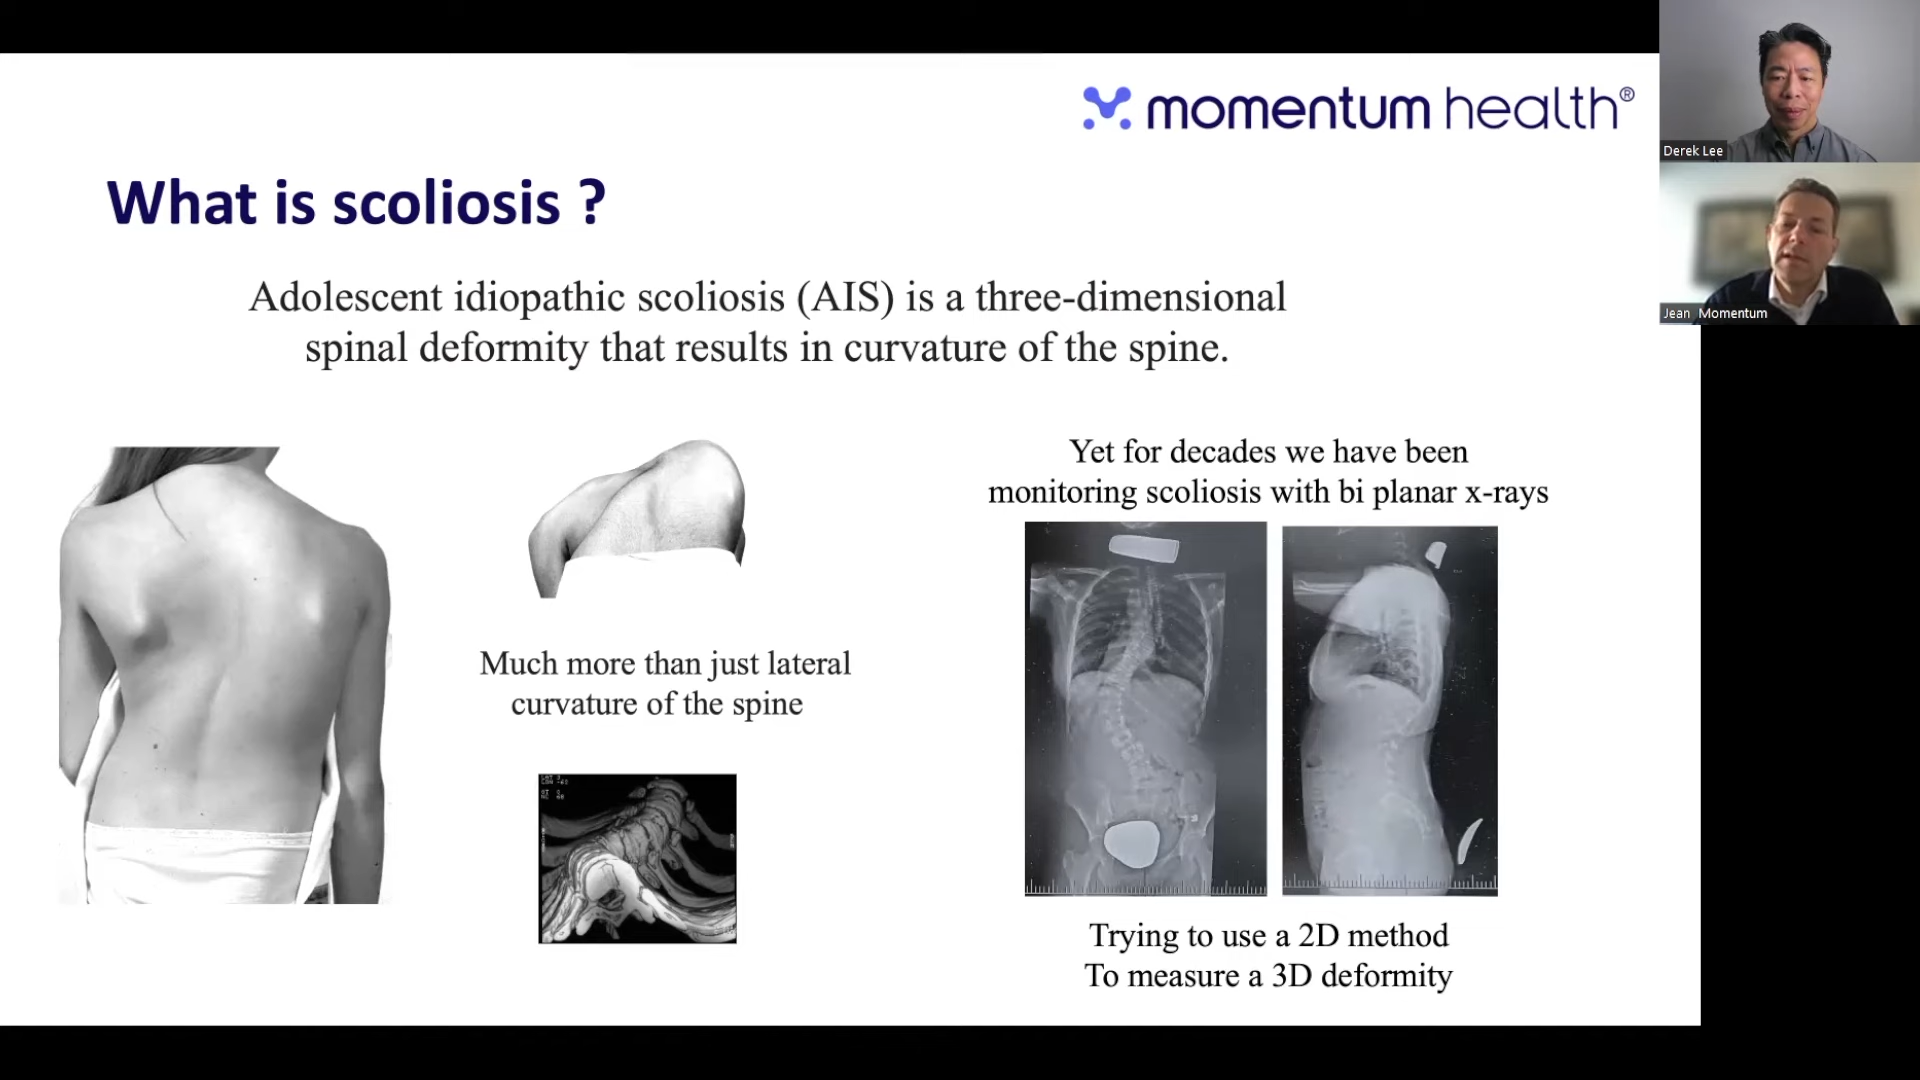 momentum health®
Derek Lee
Jean Momentum
What is scoliosis ?
Adolescent idiopathic scoliosis (AIS) is a three-dimensional
spinal deformity that results in curvature of the spine.
Much more than just lateral
curvature of the spine
Yet for decades we have been
monitoring scoliosis with bi planar x-rays
Trying to use a 2D method
To measure a 3D deformity